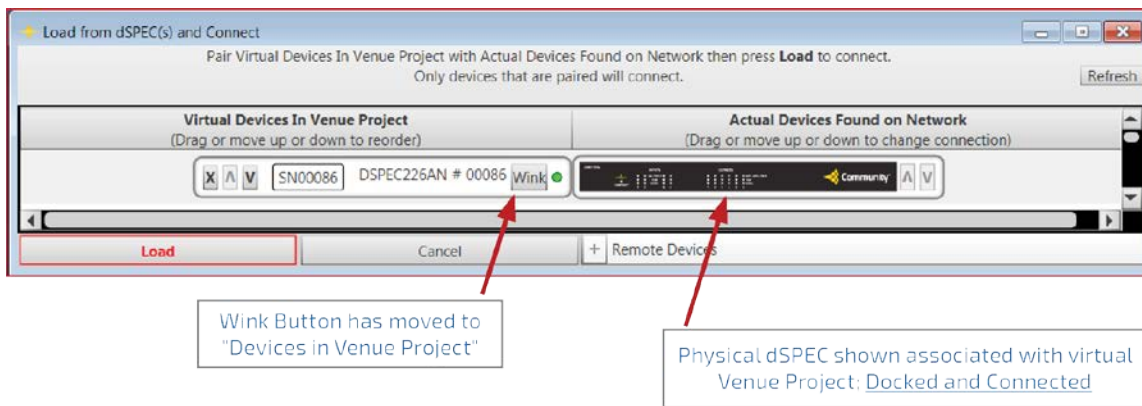 Load from dSPEC(s) and Connect
Pair Virtual Devices In Venue Project with Actual Devices Found on Network then press Load to connect.
Only devices that are paired will connect.
Refresh
Virtual Devices In Venue Project
(Drag or move up or down to reorder)
Actual Devices Found on Network
(Drag or move up or down to change connection)
X Λ V SN00086 DSPEC226AN # 00086 Wink
Community Λ V
Load
Cancel
+ Remote Devices
Wink Button has moved to
"Devices in Venue Project"
Physical dSPEC shown associated with virtual
Venue Project; Docked and Connected